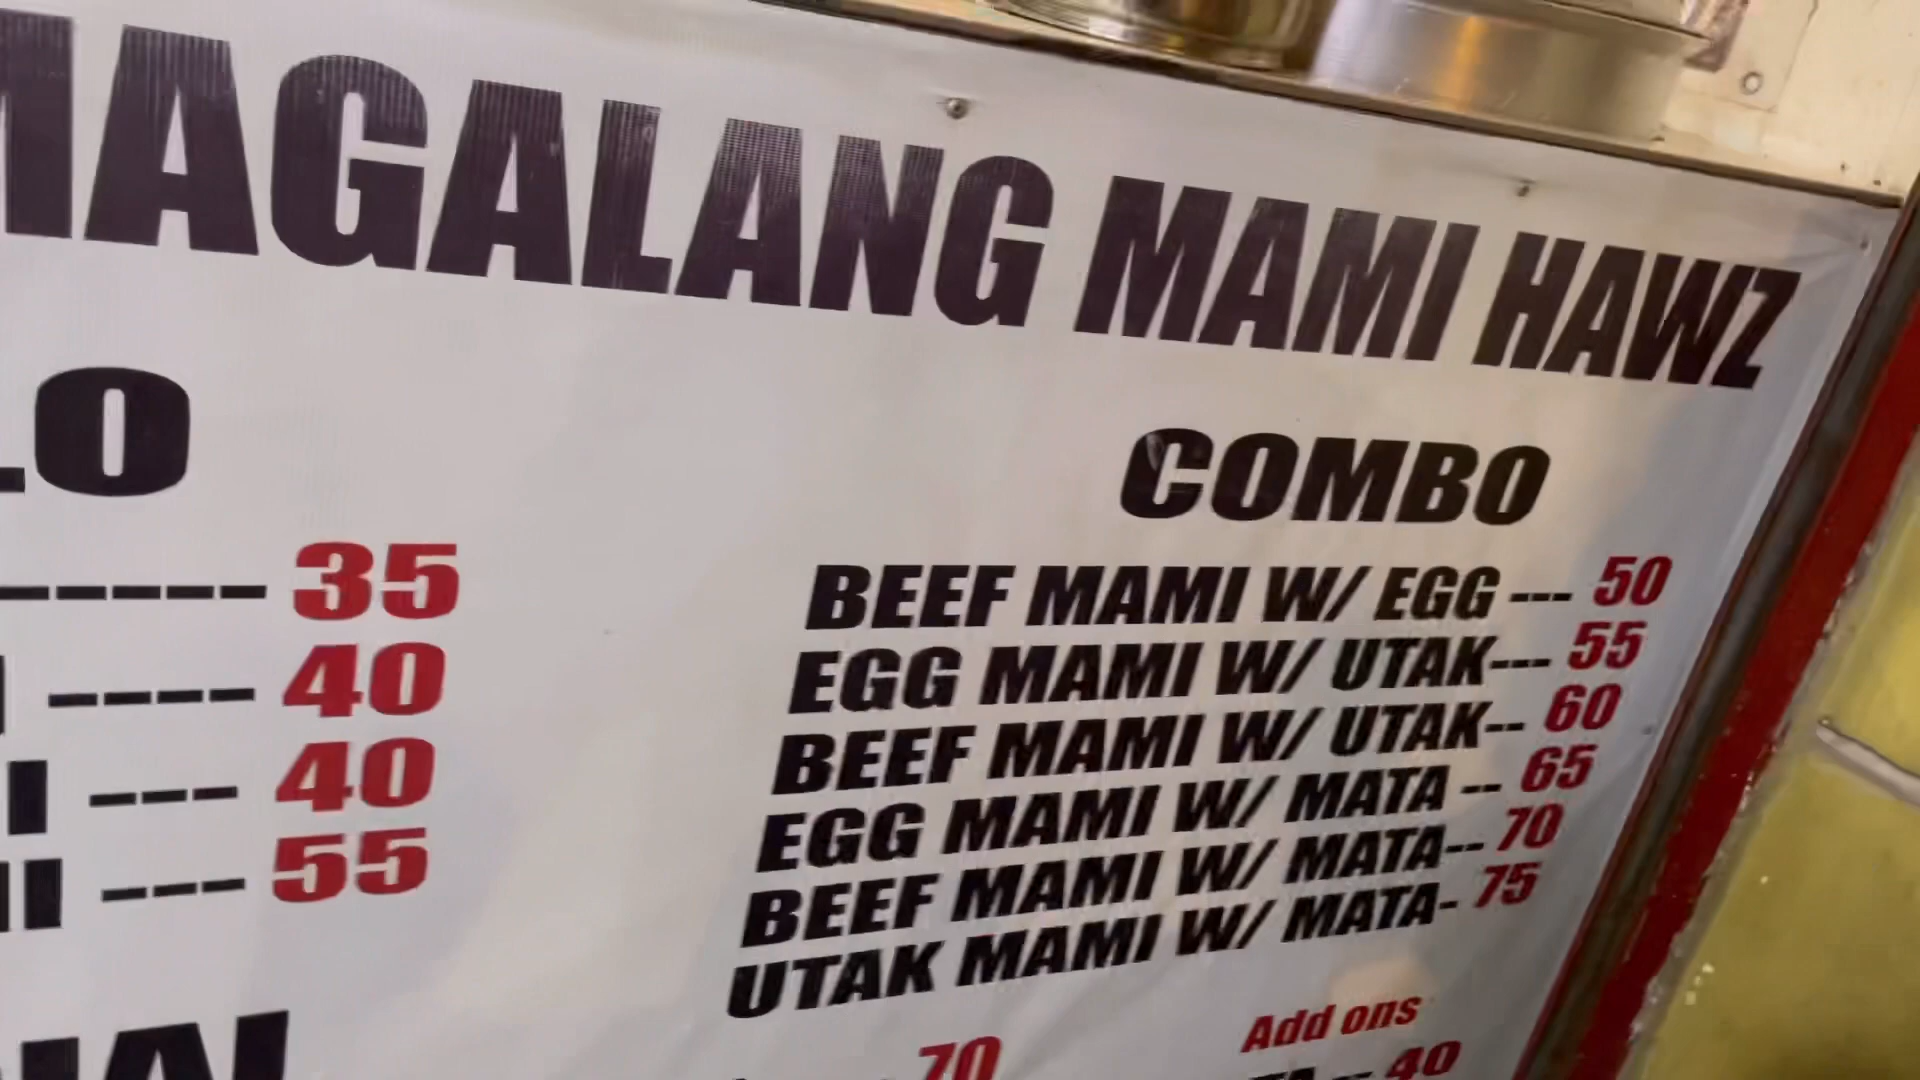 MAGALANG MAMI HAWZ
COMBO
35
40
40
55
BEEF MAMI W/ EGG --- 50
EGG MAMI W/ UTAK--- 55
BEEF MAMI W/ UTAK-- 60
EGG MAMI W/ MATA -- 65
BEEF MAMI W/ MATA-- 70
UTAK MAMI W/ MATA- 75
Add ons
70
40